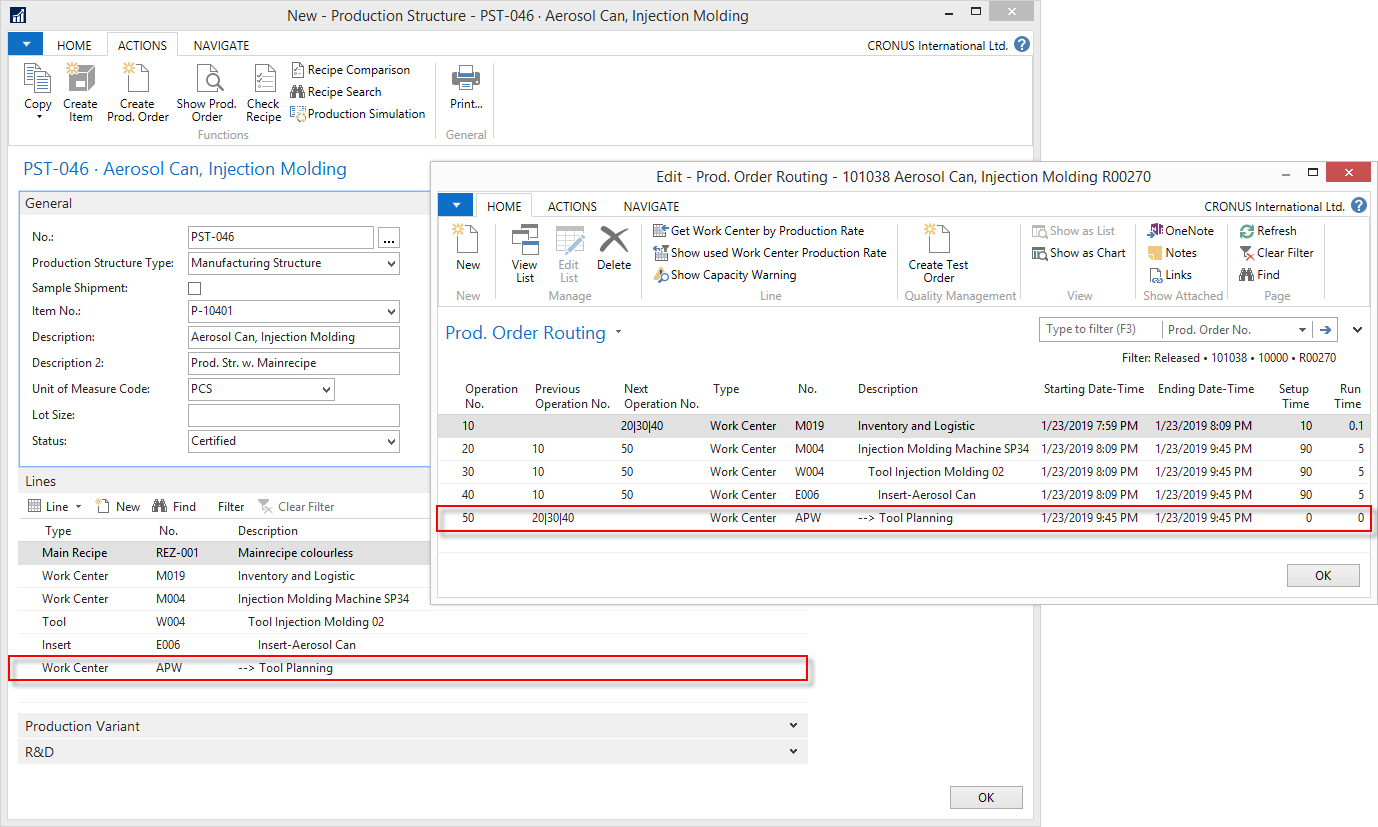 New - Production Structure - PST-046 · Aerosol Can, Injection Molding
HOME ACTIONS NAVIGATE CRONUS International Ltd. ?
Copy
Create Item
Create Prod. Order
Show Prod. Order
Check Recipe
Recipe Comparison
Recipe Search
Production Simulation
Functions
Print...
General
PST-046 · Aerosol Can, Injection Molding
General
No.: PST-046 ...
Production Structure Type: Manufacturing Structure
Sample Shipment:
Item No.: P-10401
Description: Aerosol Can, Injection Molding
Description 2: Prod. Str. w. Mainrecipe
Unit of Measure Code: PCS
Lot Size:
Status: Certified
Lines
Line New Find Filter Clear Filter
Type No. Description
Main Recipe REZ-001 Mainrecipe colourless
Work Center M019 Inventory and Logistic
Work Center M004 Injection Molding Machine SP34
Tool W004 Tool Injection Molding 02
Insert E006 Insert-Aerosol Can
Work Center APW --> Tool Planning
Production Variant
R&D
OK
Edit - Prod. Order Routing - 101038 Aerosol Can, Injection Molding R00270
HOME ACTIONS NAVIGATE CRONUS International Ltd. ?
New
New
View List
Edit List
Delete
Manage
Get Work Center by Production Rate
Show used Work Center Production Rate
Show Capacity Warning
Line
Create Test Order
Quality Management
Show as List
Show as Chart
View
OneNote
Notes
Links
Show Attached
Refresh
Clear Filter
Find
Page
Prod. Order Routing
Type to filter (F3) Prod. Order No.
Filter: Released • 101038 • 10000 • R00270
Operation No. Previous Operation No. Next Operation No. Type No. Description Starting Date-Time Ending Date-Time Setup Time Run Time
10 20|30|40 Work Center M019 Inventory and Logistic 1/23/2019 7:59 PM 1/23/2019 8:09 PM 10 0.1
20 10 50 Work Center M004 Injection Molding Machine SP34 1/23/2019 8:09 PM 1/23/2019 9:45 PM 90 5
30 10 50 Work Center W004 Tool Injection Molding 02 1/23/2019 8:09 PM 1/23/2019 9:45 PM 90 5
40 10 50 Work Center E006 Insert-Aerosol Can 1/23/2019 8:09 PM 1/23/2019 9:45 PM 90 5
50 20|30|40 Work Center APW --> Tool Planning 1/23/2019 9:45 PM 1/23/2019 9:45 PM 0 0
OK